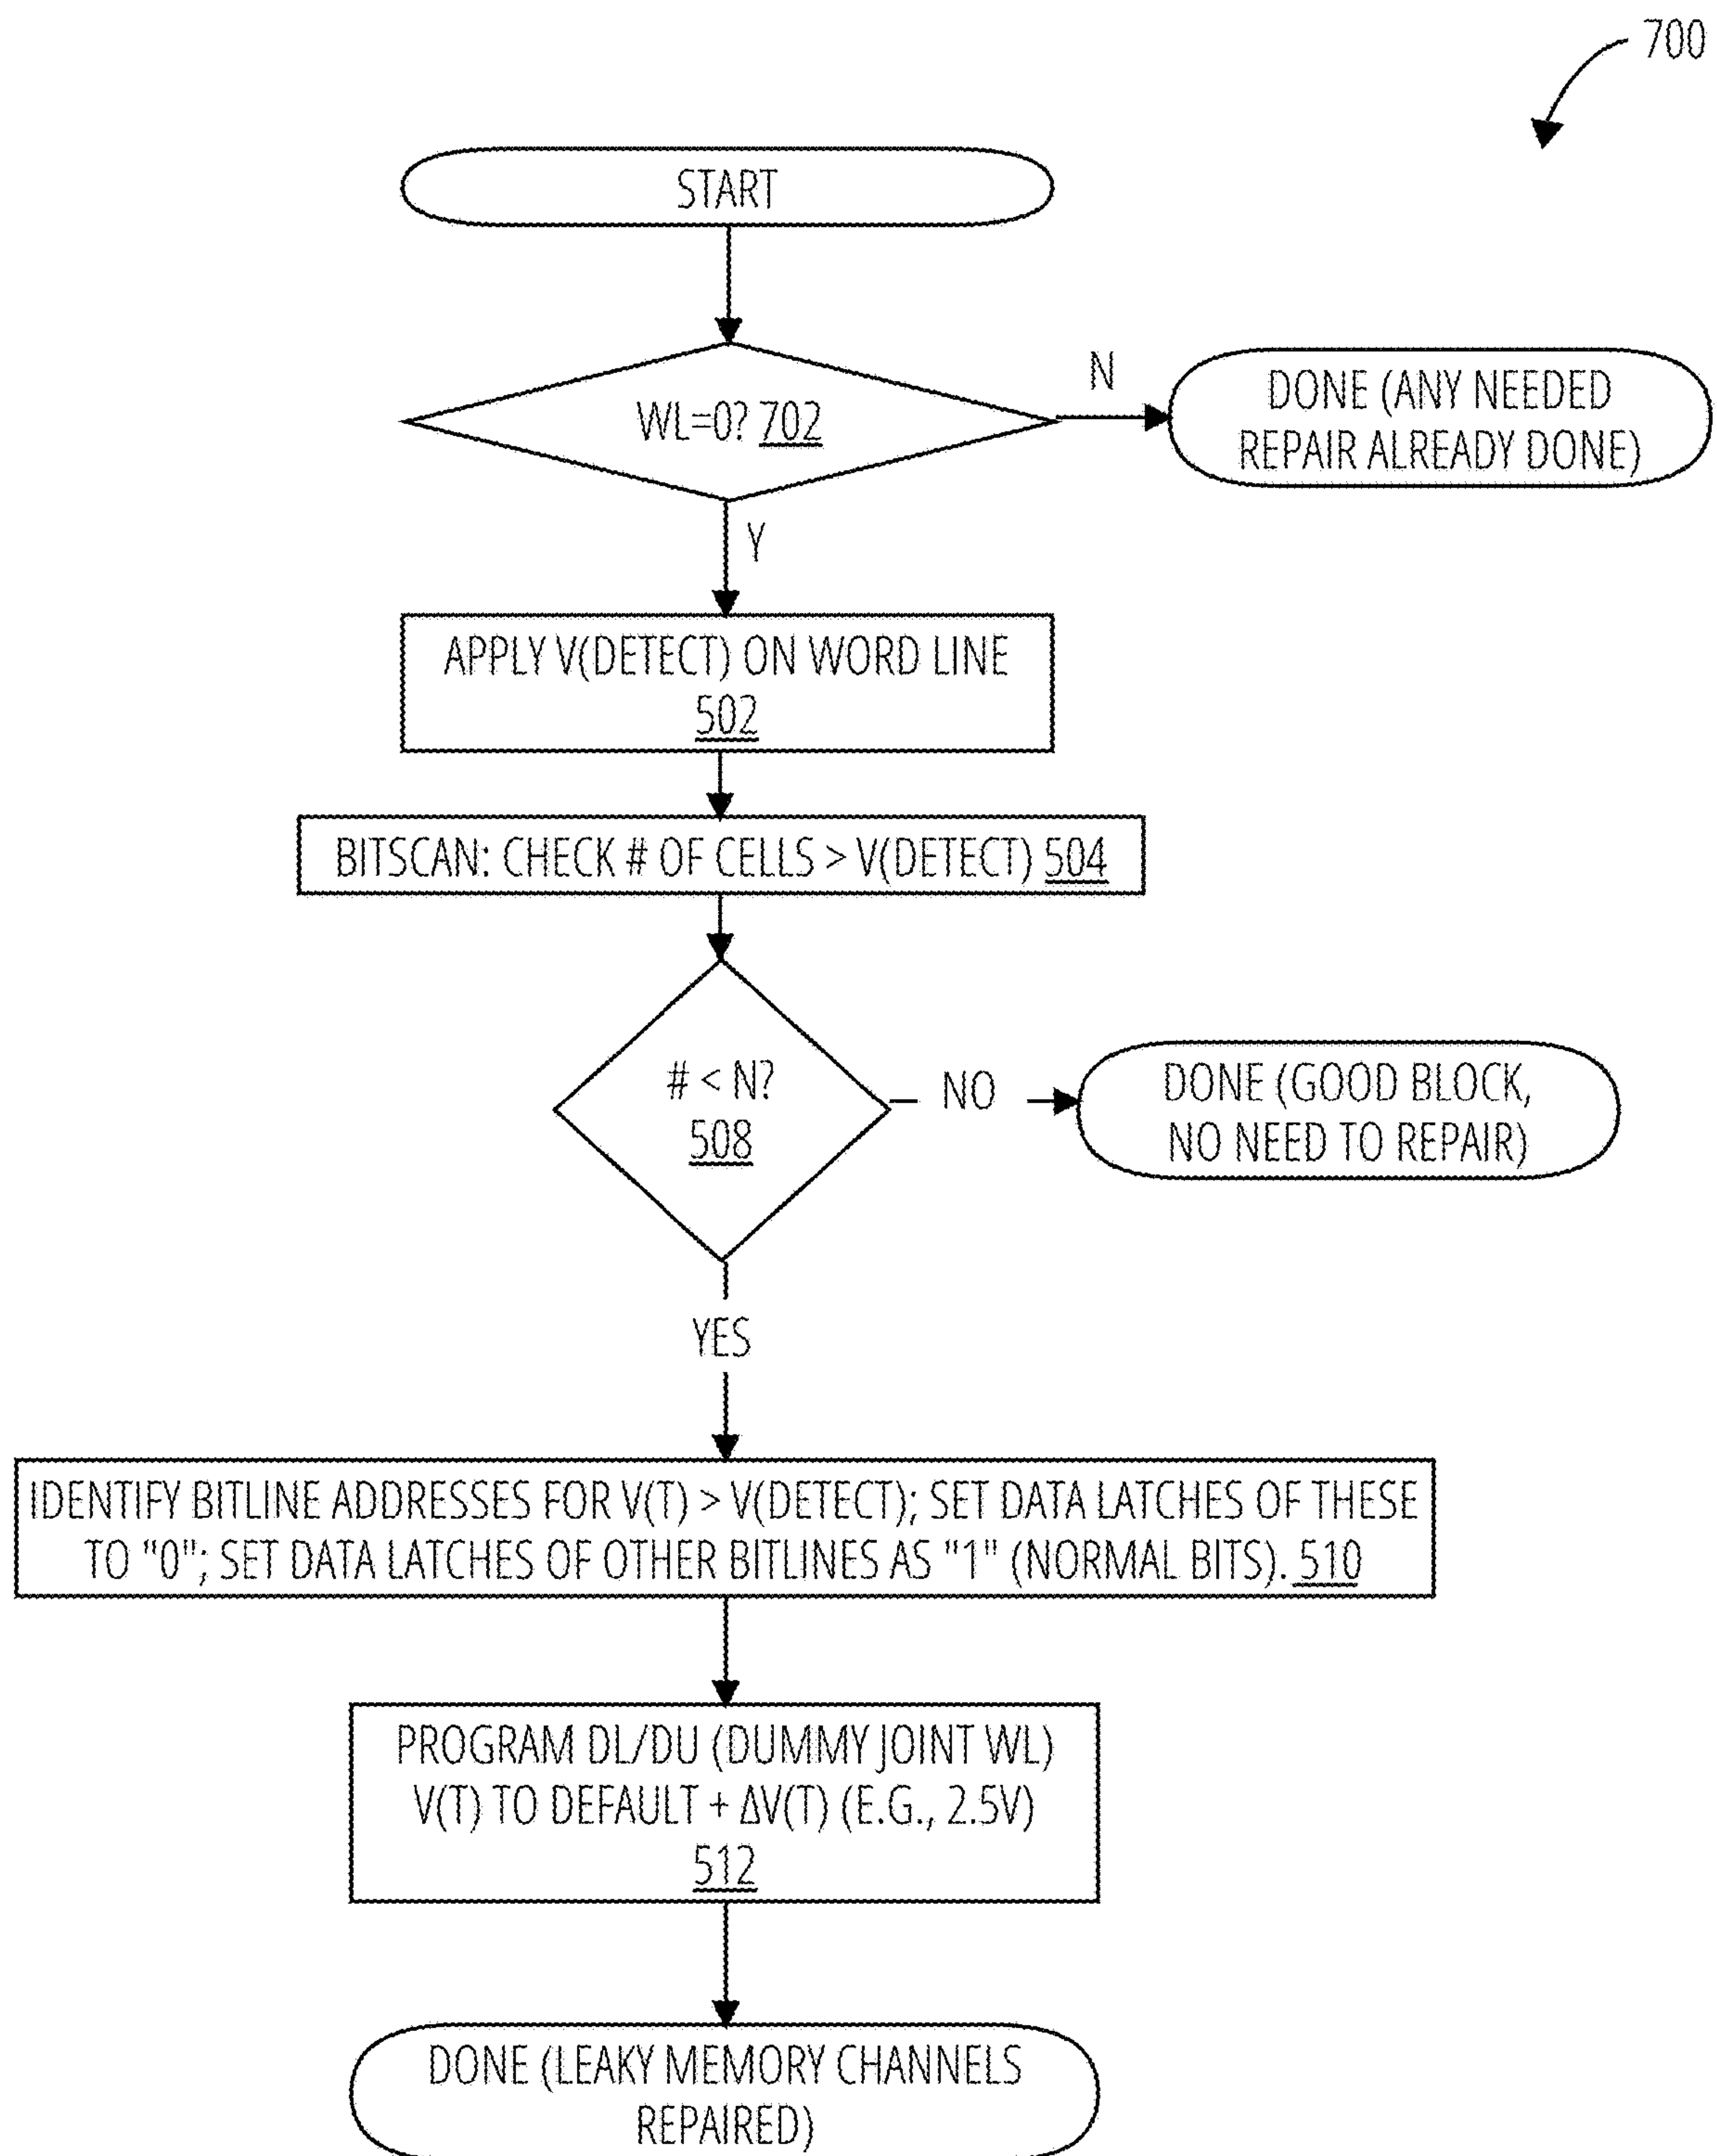 700
START
WL=0? 702
N
DONE (ANY NEEDED
REPAIR ALREADY DONE)
Y
APPLY V(DETECT) ON WORD LINE
502
BITSCAN: CHECK # OF CELLS > V(DETECT) 504
# < N?
508
NO
DONE (GOOD BLOCK,
NO NEED TO REPAIR)
YES
IDENTIFY BITLINE ADDRESSES FOR V(T) > V(DETECT); SET DATA LATCHES OF THESE
TO "0"; SET DATA LATCHES OF OTHER BITLINES AS "1" (NORMAL BITS). 510
PROGRAM DL/DU (DUMMY JOINT WL)
V(T) TO DEFAULT + ΔV(T) (E.G., 2.5V)
512
DONE (LEAKY MEMORY CHANNELS
REPAIRED)